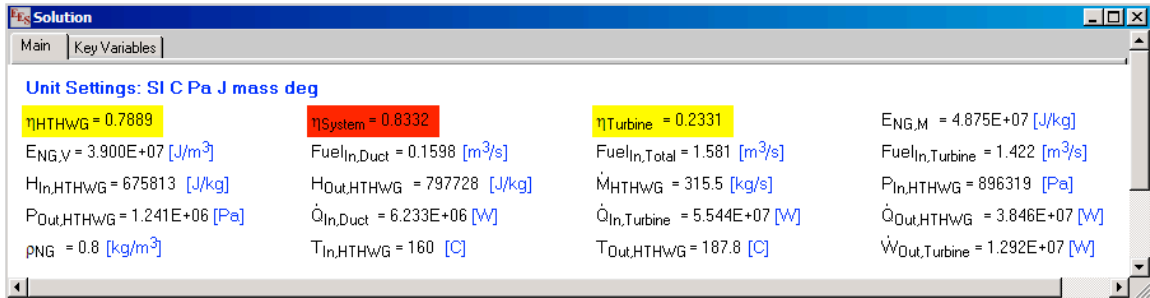 EES Solution
Main Key Variables
Unit Settings: SI C Pa J mass deg
ηHTHWG = 0.7889 ηSystem = 0.8332 ηTurbine = 0.2331 ENG,M = 4.875E+07 [J/kg]
ENG,V = 3.900E+07 [J/m3] FuelIn,Duct = 0.1598 [m3/s] FuelIn,Total = 1.581 [m3/s] FuelIn,Turbine = 1.422 [m3/s]
HIn,HTHWG = 675813 [J/kg] HOut,HTHWG = 797728 [J/kg] ṀHTHWG = 315.5 [kg/s] PIn,HTHWG = 896319 [Pa]
POut,HTHWG = 1.241E+06 [Pa] Q̇In,Duct = 6.233E+06 [W] Q̇In,Turbine = 5.544E+07 [W] Q̇Out,HTHWG = 3.846E+07 [W]
ρNG = 0.8 [kg/m3] TIn,HTHWG = 160 [C] TOut,HTHWG = 187.8 [C] ẆOut,Turbine = 1.292E+07 [W]